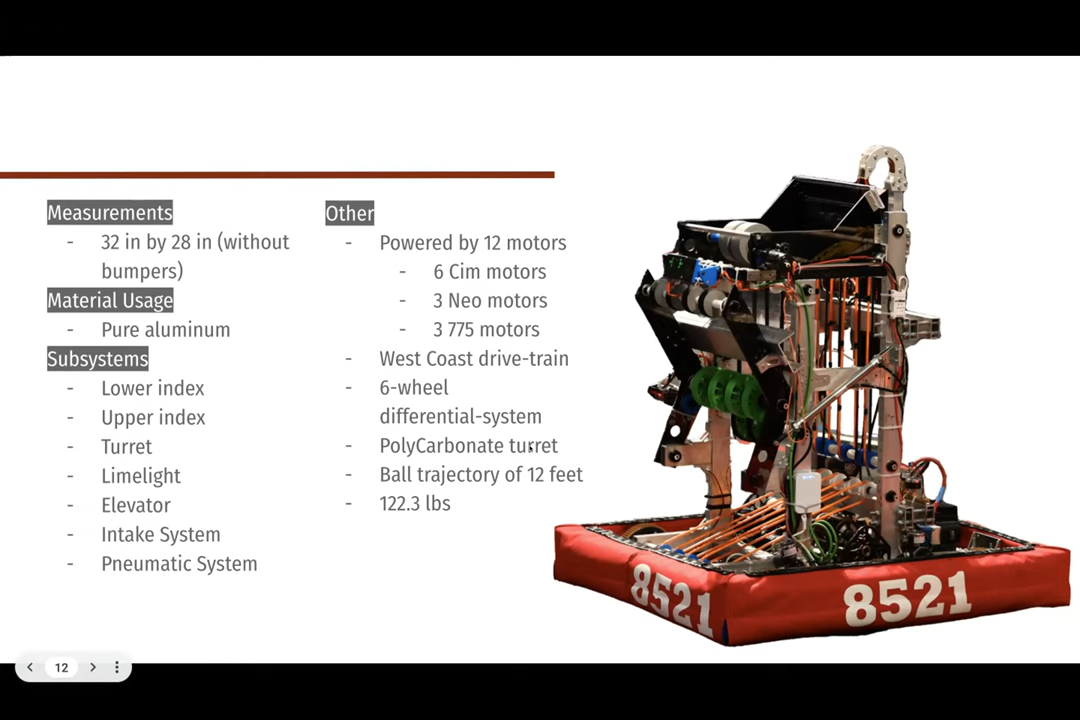 Measurements
- 32 in by 28 in (without
bumpers)
Material Usage
- Pure aluminum
Subsystems
- Lower index
- Upper index
- Turret
- Limelight
- Elevator
- Intake System
- Pneumatic System
Other
- Powered by 12 motors
- 6 Cim motors
- 3 Neo motors
- 3 775 motors
- West Coast drive-train
- 6-wheel
differential-system
- PolyCarbonate turret
- Ball trajectory of 12 feet
- 122.3 lbs
8521
8521
12